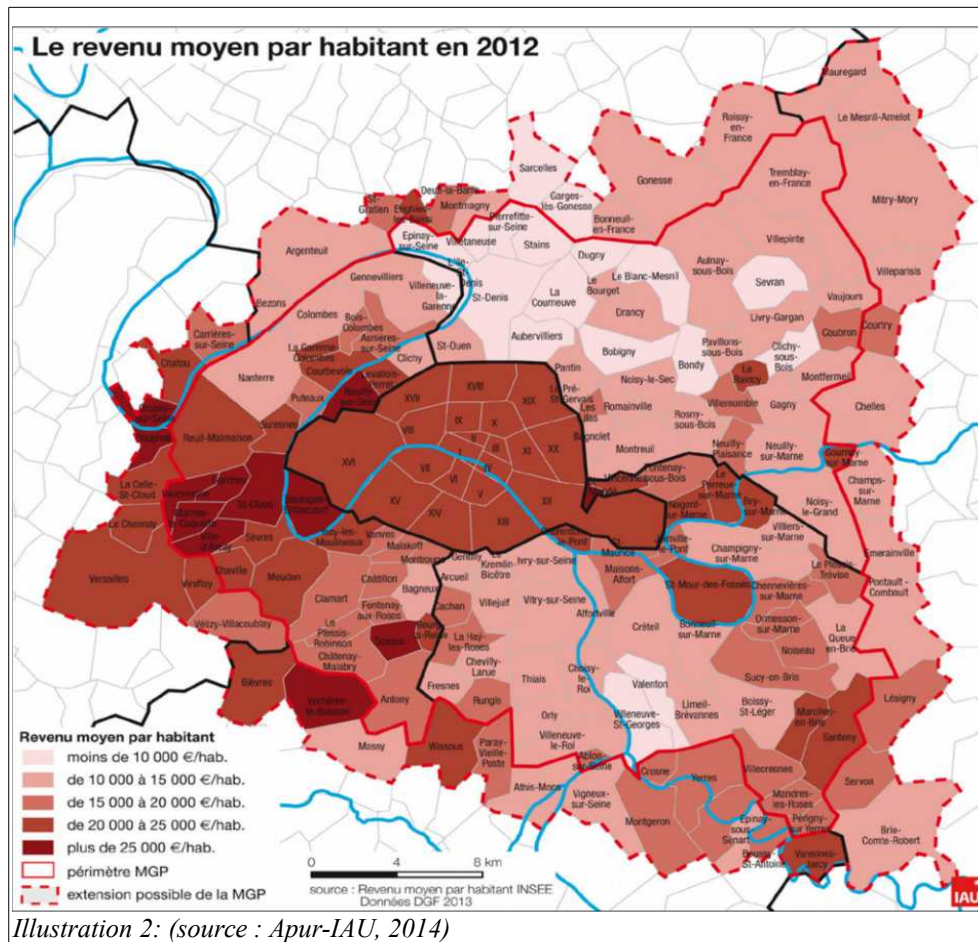 Le revenu moyen par habitant en 2012
Mauregard
Le Mesnil-Amelot
Roissy-
en-
France
Sarcelles
Gonesse
Tremblay-
en-France
Mitry-Mory
Garges-
lès-Gonesse
Bonneuil-
en-France
St-
Gratien
Montmagny
Pierrefitte-
sur-Seine
Villetaneuse
Epinay-
sur-Seine
Stains
Dugny
Villepinte
Villeparisis
Argenteuil
Gennevilliers
Villeneuve-
la-
Garenne
St-Denis
La
Courneuve
Le
Bourget
Le Blanc-Mesnil
Aulnay-
sous-Bois
Sevran
Vaujours
Drancy
Livry-Gargan
Coubron
Courtry
Bezons
Colombes
Bois-
Colombes
Asnières-
sur-Seine
Carrières-
sur-Seine
La Garenne-
Colombes
Clichy
St-Ouen
Aubervilliers
Bobigny
Bondy
Pavillons-
sous-Bois
Clichy-
sous-
Bois
Montfermeil
Chatou
Nanterre
Courbevoie
Puteaux
Pantin
Noisy-le-Sec
Le
Raincy
Villemomble
Gagny
Chelles
Le Pré-
St-Gervais
Les
Lilas
Romainville
Rosny-
sous-Bois
Bagnolet
Montreuil
Neuilly-
Plaisance
Neuilly-
sur-Marne
Gournay-
sur-Marne
Champs-
sur-
Marne
Rueil-Malmaison
Suresnes
XVIII
XVII
XIX
IX
X
VIII
II
III
I
XI
XX
IV
XVI
VII
VI
V
XII
XV
XIV
XIII
La Celle-
St-Cloud
St-Cloud
Le Chesnay
Sèvres
Vanves
Malakoff
Versailles
Chaville
Viroflay
Meudon
Vélizy-Villacoublay
Clamart
Châtillon
Bagneux
Fontenay-
aux-Roses
Le
Plessis-
Robinson
Châtenay-
Malabry
Antony
Bièvres
Massy
Wissous
Montrouge
Gentilly
Kremlin-
Bicêtre
Arcueil
Cachan
Villejuif
Ivry-sur-Seine
Vitry-sur-Seine
L'Haÿ-
les-Roses
Chevilly-
Larue
Fresnes
Rungis
Thiais
Choisy-
le-Roi
Orly
Villeneuve-
le-Roi
Paray-
Vieille-
Poste
Athis-Mons
Ablon-
sur-Seine
Vigneux-
sur-Seine
Maisons-
Alfort
Alfortville
Créteil
St-Maur-des-Fossés
Bonneuil-
sur-Marne
Joinville-
le-Pont
Nogent-
sur-Marne
Bry-
sur-Marne
Champigny-
sur-Marne
Villiers-
sur-Marne
Noisy-
le-Grand
Emerainville
Pontault-
Combault
Le Plessis-
Trévise
Chennevières-
sur-Marne
Ormesson-
sur-Marne
La
Queue
en-Brie
Noiseau
Sucy-en-Bris
Boissy-
St-Léger
Valenton
Limeil-
Brévannes
Villeneuve-
St-Georges
Marolles-
en-Brie
Santeny
Lésigny
Servon
Crosne
Yerres
Villecresnes
Mandres-
les-Roses
Périgny-
sur Yerres
Montgeron
Epinay-
sous-
Sénart
Varennes-
Jarcy
Brie-
Comte-Robert
Revenu moyen par habitant
moins de 10 000 €/hab.
de 10 000 à 15 000 €/hab.
de 15 000 à 20 000 €/hab.
de 20 000 à 25 000 €/hab.
plus de 25 000 €/hab.
périmètre MGP
extension possible de la MGP
0 4 8 km
source : Revenu moyen par habitant INSEE
Données DGF 2013
IAU
Illustration 2: (source : Apur-IAU, 2014)